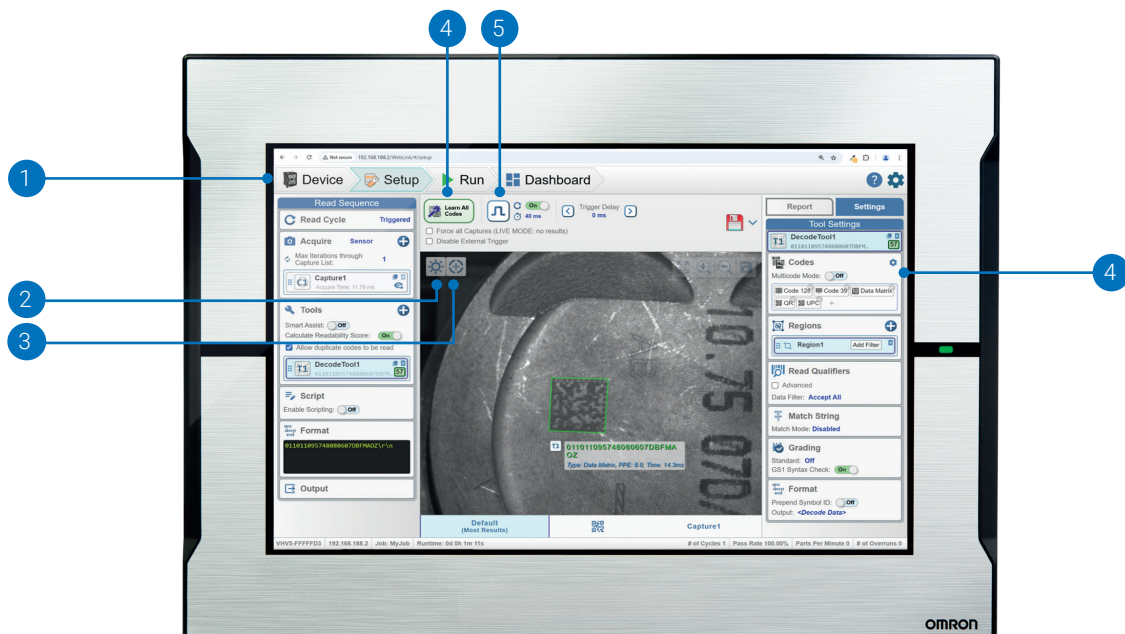 4
5
1
2
3
4
Not secure 192.168.188.2/WebLink/#/setup
Device
Setup
Run
Dashboard
?
Read Sequence
Read Cycle Triggered
Acquire Sensor
Max Iterations through
Capture List: 1
C1 Capture1
Acquire Time: 11.79 ms
Tools
Smart Assist: Off
Calculate Readability Score: On
Allow duplicate codes to be read
T1 DecodeTool1
57
Script
Enable Scripting: Off
Format
011011095748080607DBFMAOZ\r\n
Output
Learn All
Codes
On
40 ms
Trigger Delay
0 ms
Force all Captures (LIVE MODE; no results)
Disable External Trigger
10.75 070/
T1 011011095748080607DBFMA
OZ
Type: Data Matrix, PPE: 8.0, Time: 14.3ms
Default
(Most Results)
Capture1
Report
Settings
Tool Settings
T1 DecodeTool1
011011095748080607DBFM...
57
Codes
Multicode Mode: Off
Code 128
Code 39
Data Matrix
QR
UPC
+
Regions
Region1 Add Filter
Read Qualifiers
Advanced
Data Filter: Accept All
Match String
Match Mode: Disabled
Grading
Standard: Off
GS1 Syntax Check: On
Format
Prepend Symbol ID: Off
Output: <Decode Data>
VHV5-FFFFFD3 192.168.188.2 Job: MyJob Runtime: 0d 0h 1m 11s
# of Cycles 1 Pass Rate 100.00% Parts Per Minute 0 # of Overruns 0
OMRON